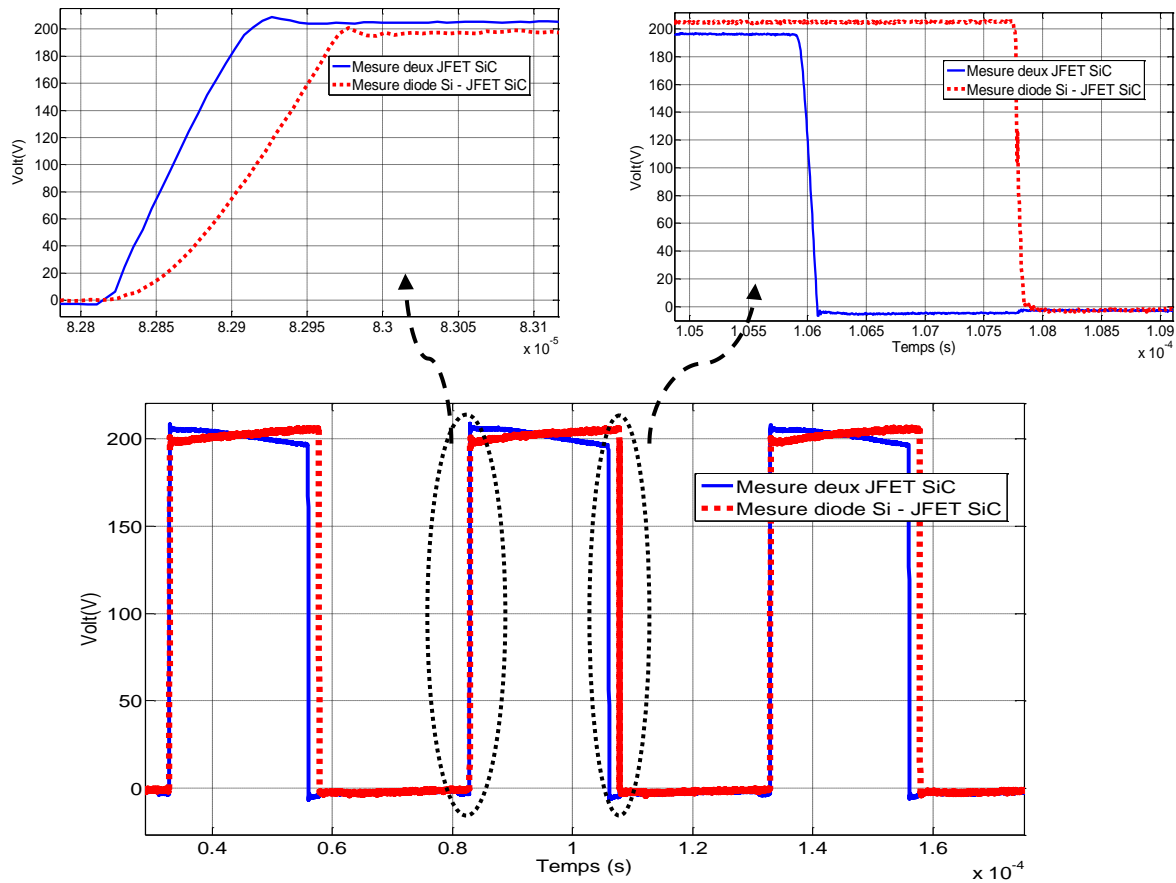 Volt(V)
220
200
180
160
140
120
100
80
60
40
20
0
Mesure deux JFET SiC
Mesure diode Si - JFET SiC
8.28 8.285 8.29 8.295 8.3 8.305 8.31
x 10-5
Volt(V)
220
200
180
160
140
120
100
80
60
40
20
0
Mesure deux JFET SiC
Mesure diode Si - JFET SiC
1.05 1.055 1.06 1.065 1.07 1.075 1.08 1.085 1.09
Temps (s)
x 10-4
Volt(V)
200
150
100
50
0
Mesure deux JFET SiC
Mesure diode Si - JFET SiC
0.4 0.6 0.8 1 1.2 1.4 1.6
Temps (s)
x 10-4